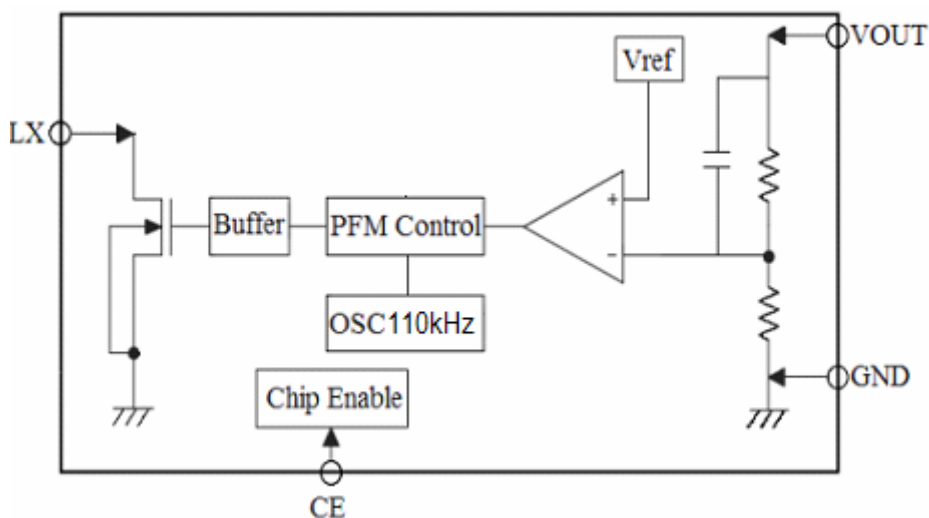 VOUT
Vref
LX
+
Buffer
PFM Control
−
OSC110kHz
GND
Chip Enable
CE